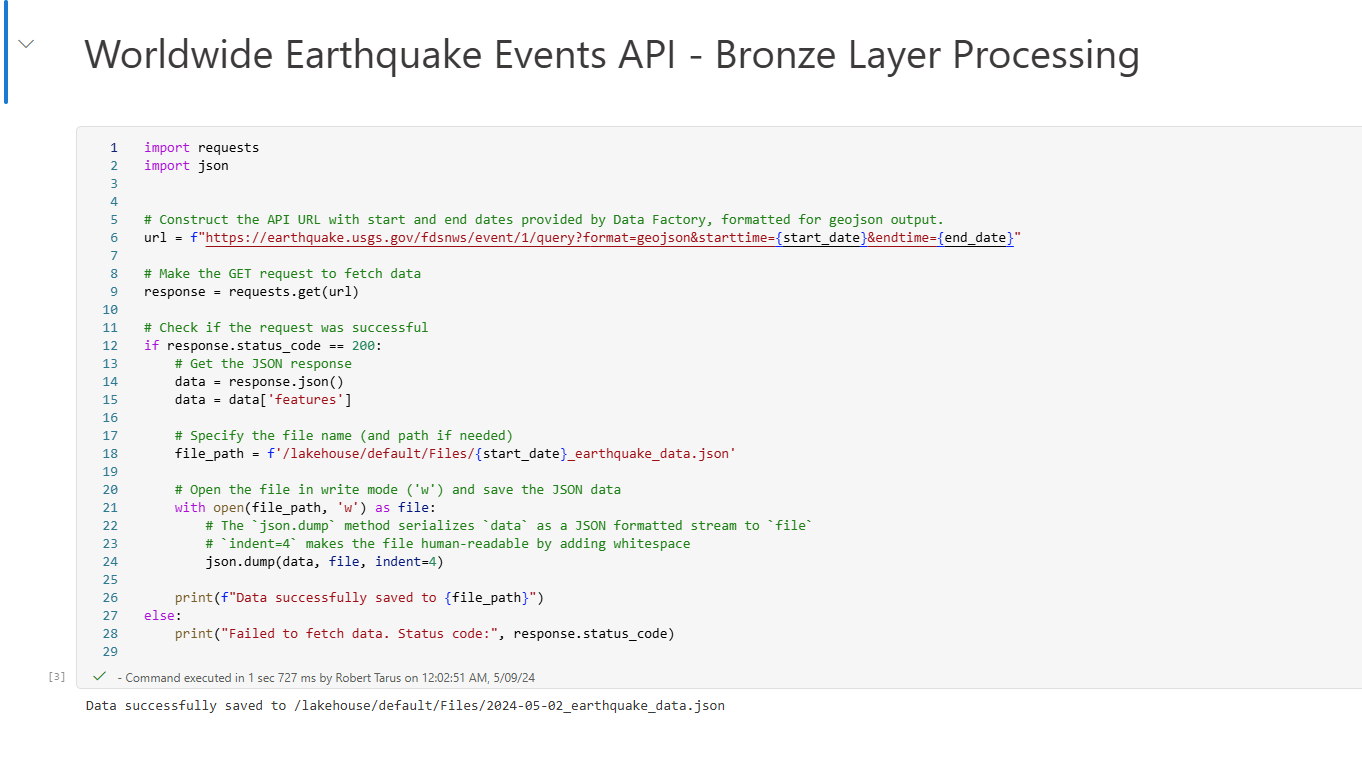 Worldwide Earthquake Events API - Bronze Layer Processing
1 import requests
2 import json
3
4
5 # Construct the API URL with start and end dates provided by Data Factory, formatted for geojson output.
6 url = f"https://earthquake.usgs.gov/fdsnws/event/1/query?format=geojson&starttime={start_date}&endtime={end_date}"
7
8 # Make the GET request to fetch data
9 response = requests.get(url)
10
11 # Check if the request was successful
12 if response.status_code == 200:
13     # Get the JSON response
14     data = response.json()
15     data = data['features']
16
17     # Specify the file name (and path if needed)
18     file_path = f'/lakehouse/default/Files/{start_date}_earthquake_data.json'
19
20     # Open the file in write mode ('w') and save the JSON data
21     with open(file_path, 'w') as file:
22         # The `json.dump` method serializes `data` as a JSON formatted stream to `file`
23         # `indent=4` makes the file human-readable by adding whitespace
24         json.dump(data, file, indent=4)
25
26     print(f"Data successfully saved to {file_path}")
27 else:
28     print("Failed to fetch data. Status code:", response.status_code)
29
[3] - Command executed in 1 sec 727 ms by Robert Tarus on 12:02:51 AM, 5/09/24
Data successfully saved to /lakehouse/default/Files/2024-05-02_earthquake_data.json